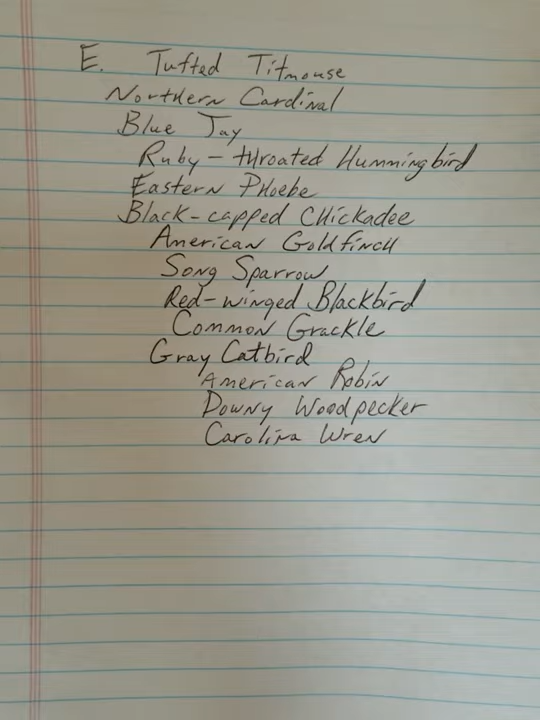 E. Tufted Titmouse
Northern Cardinal
Blue Jay
Ruby-throated Hummingbird
Eastern Phoebe
Black-capped Chickadee
American Goldfinch
Song Sparrow
Red-winged Blackbird
Common Grackle
Gray Catbird
American Robin
Downy Woodpecker
Carolina Wren